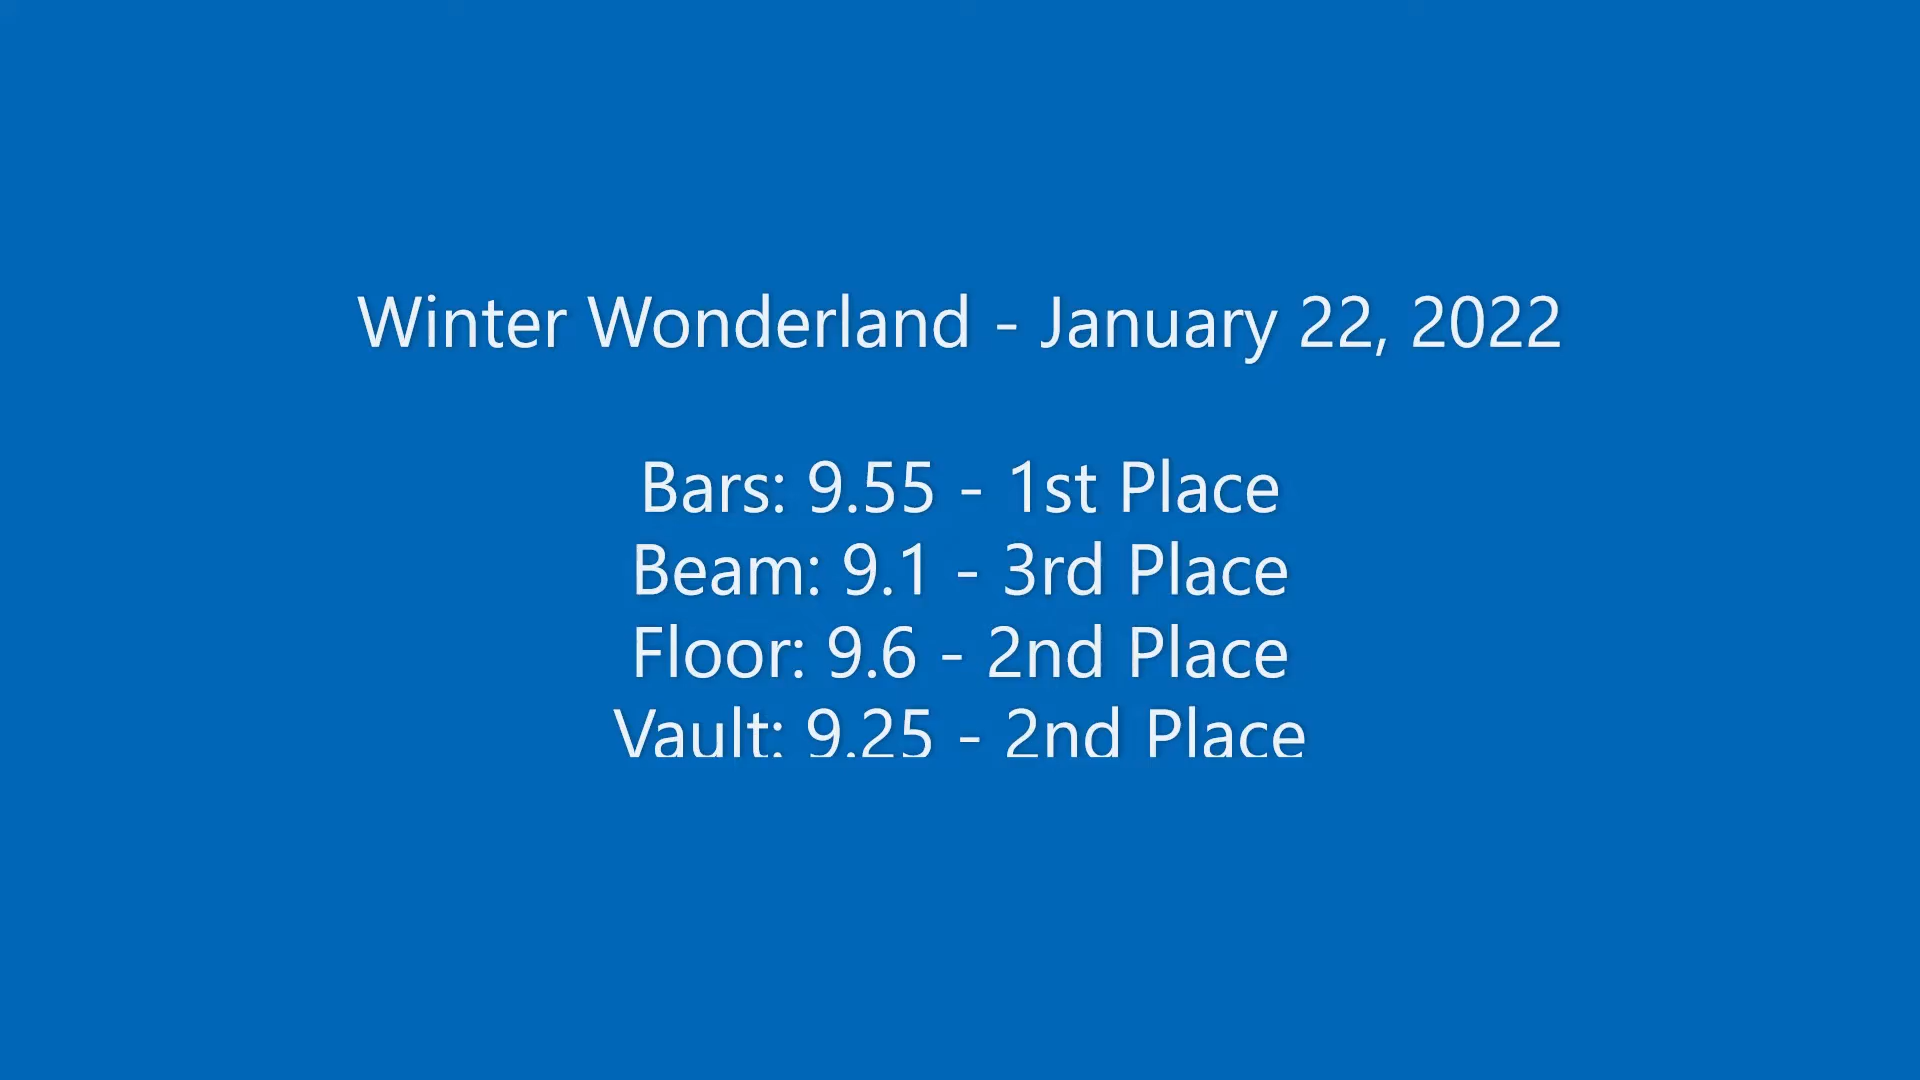 Winter Wonderland - January 22, 2022
Bars: 9.55 - 1st Place
Beam: 9.1 - 3rd Place
Floor: 9.6 - 2nd Place
Vault: 9.25 - 2nd Place